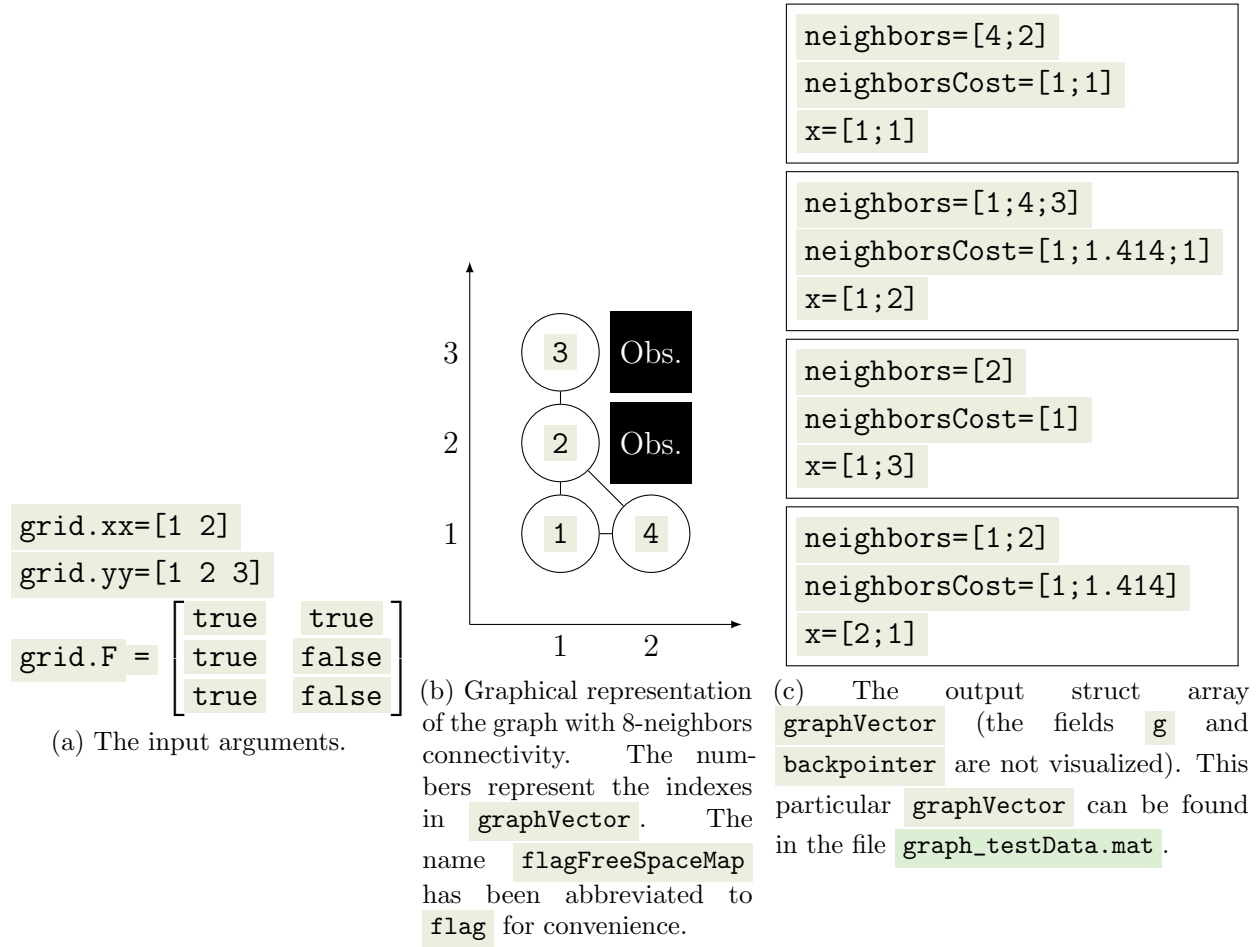 grid.xx=[1 2]
grid.yy=[1 2 3]
grid.F = [ true true
true false
true false ]
(a) The input arguments.
3
2
1
1 2
3 Obs.
2 Obs.
1 4
(b) Graphical representation
of the graph with 8-neighbors
connectivity. The num-
bers represent the indexes
in graphVector. The
name flagFreeSpaceMap
has been abbreviated to
flag for convenience.
neighbors=[4;2]
neighborsCost=[1;1]
x=[1;1]
neighbors=[1;4;3]
neighborsCost=[1;1.414;1]
x=[1;2]
neighbors=[2]
neighborsCost=[1]
x=[1;3]
neighbors=[1;2]
neighborsCost=[1;1.414]
x=[2;1]
(c) The output struct array
graphVector (the fields g and
backpointer are not visualized). This
particular graphVector can be found
in the file graph_testData.mat.